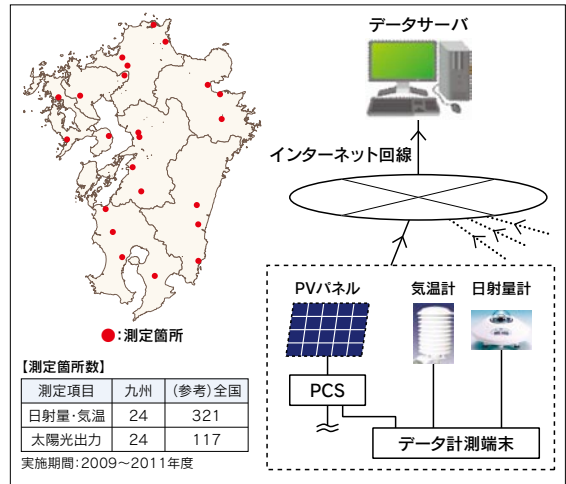 データサーバ
インターネット回線
PVパネル
気温計
日射量計
PCS
データ計測端末
●:測定箇所
【測定箇所数】
測定項目 九州 (参考)全国
日射量・気温 24 321
太陽光出力 24 117
実施期間:2009~2011年度